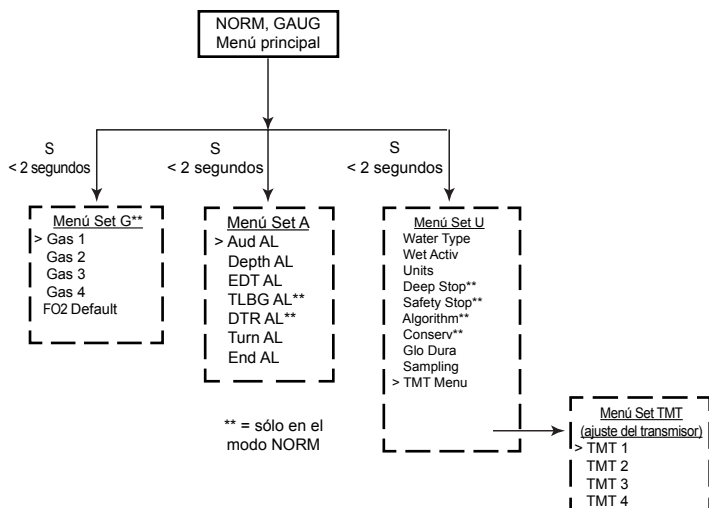 NORM, GAUG
Menú principal
S
< 2 segundos
S
< 2 segundos
S
< 2 segundos
Menú Set G**
> Gas 1
Gas 2
Gas 3
Gas 4
FO2 Default
Menú Set A
> Aud AL
Depth AL
EDT AL
TLBG AL**
DTR AL**
Turn AL
End AL
Menú Set U
Water Type
Wet Activ
Units
Deep Stop**
Safety Stop**
Algorithm**
Conserv**
Glo Dura
Sampling
> TMT Menu
** = sólo en el
modo NORM
Menú Set TMT
(ajuste del transmisor)
> TMT 1
TMT 2
TMT 3
TMT 4